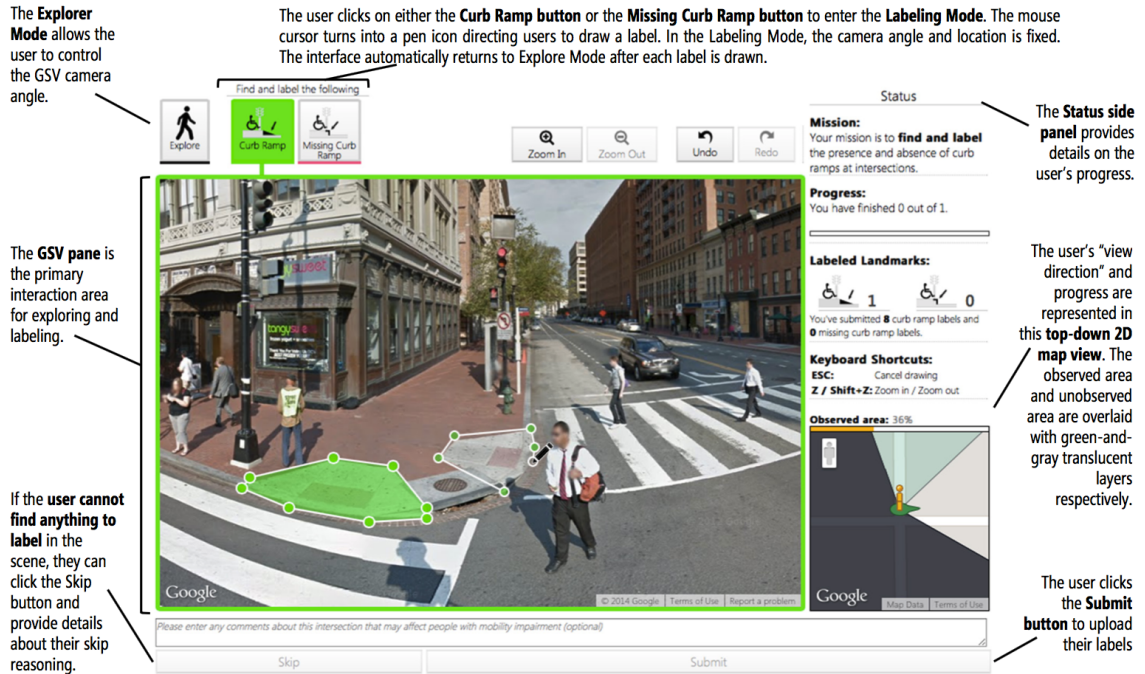 The Explorer
Mode allows the
user to control
the GSV camera
angle.
The user clicks on either the Curb Ramp button or the Missing Curb Ramp button to enter the Labeling Mode. The mouse
cursor turns into a pen icon directing users to draw a label. In the Labeling Mode, the camera angle and location is fixed.
The interface automatically returns to Explore Mode after each label is drawn.
Find and label the following
Explore
Curb Ramp
Missing Curb
Ramp
Zoom In
Zoom Out
Undo
Redo
Status
Mission:
Your mission is to find and label
the presence and absence of curb
ramps at intersections.
Progress:
You have finished 0 out of 1.
Labeled Landmarks:
1
0
You've submitted 8 curb ramp labels and
0 missing curb ramp labels.
Keyboard Shortcuts:
ESC: Cancel drawing
Z / Shift+Z: Zoom in / Zoom out
Observed area: 36%
Google
Map Data
Terms of Use
The Status side
panel provides
details on the
user's progress.
The user's "view
direction" and
progress are
represented in
this top-down 2D
map view. The
observed area
and unobserved
area are overlaid
with green-and-
gray translucent
layers
respectively.
The GSV pane is
the primary
interaction area
for exploring and
labeling.
tangy
Google
© 2014 Google
Terms of Use
Report a problem
If the user cannot
find anything to
label in the
scene, they can
click the Skip
button and
provide details
about their skip
reasoning.
Please enter any comments about this intersection that may affect people with mobility impairment (optional)
Skip
Submit
The user clicks
the Submit
button to upload
their labels